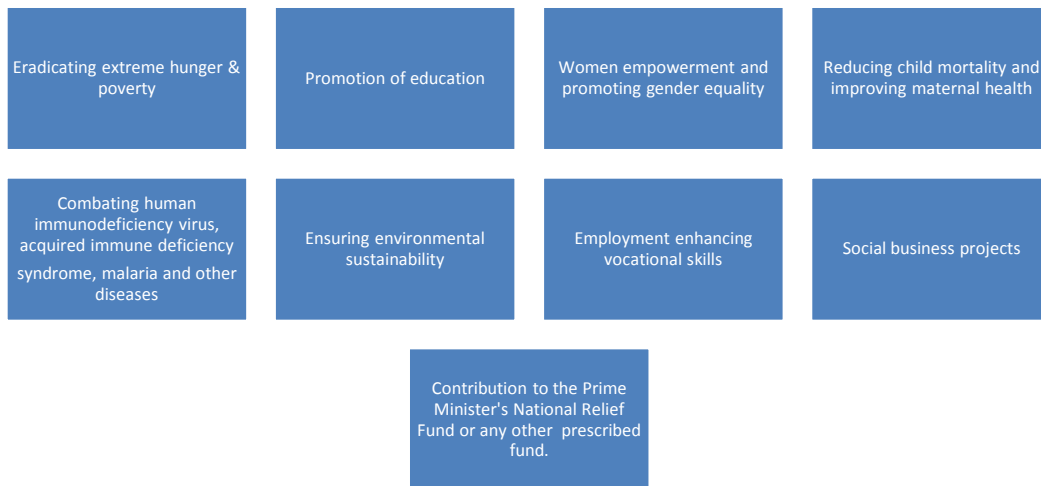 Eradicating extreme hunger &
poverty
Promotion of education
Women empowerment and
promoting gender equality
Reducing child mortality and
improving maternal health
Combating human
immunodeficiency virus,
acquired immune deficiency
syndrome, malaria and other
diseases
Ensuring environmental
sustainability
Employment enhancing
vocational skills
Social business projects
Contribution to the Prime
Minister's National Relief
Fund or any other prescribed
fund.